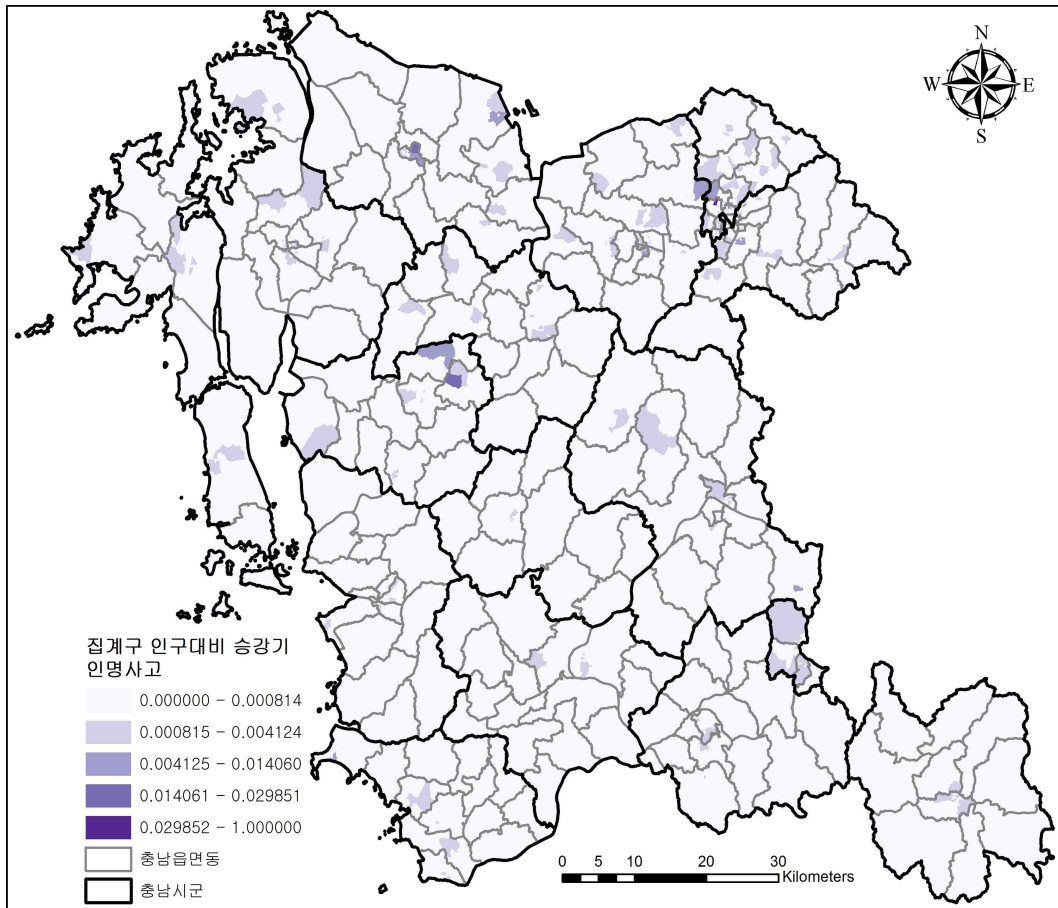 N
W E
S
집계구 인구대비 승강기
인명사고
0.000000 - 0.000814
0.000815 - 0.004124
0.004125 - 0.014060
0.014061 - 0.029851
0.029852 - 1.000000
충남읍면동
충남시군
0 5 10 20 30
Kilometers